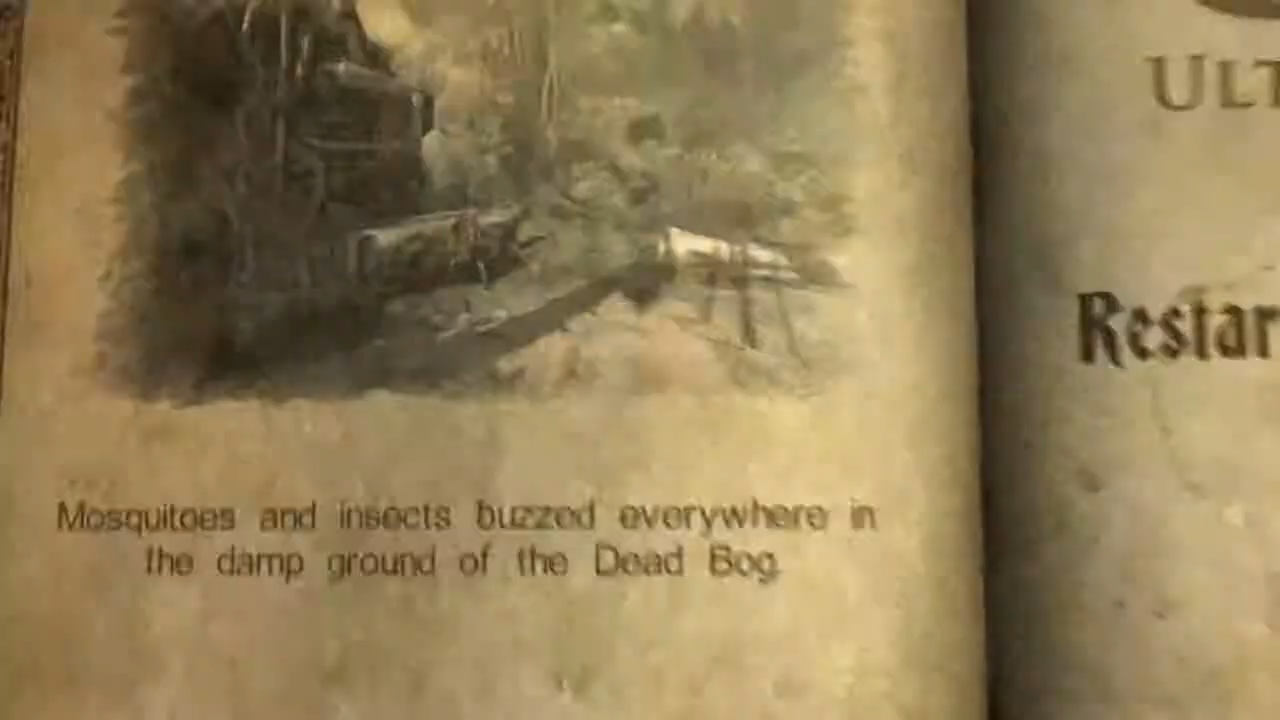 Mosquitoes and insects buzzed everywhere in
the damp ground of the Dead Bog.
ULT
Restar